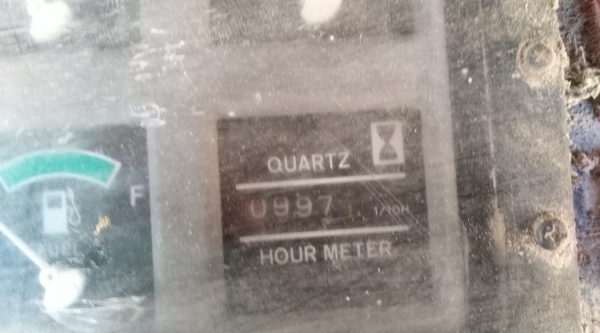 QUARTZ
0997
1/10H
F
FUEL
HOUR METER